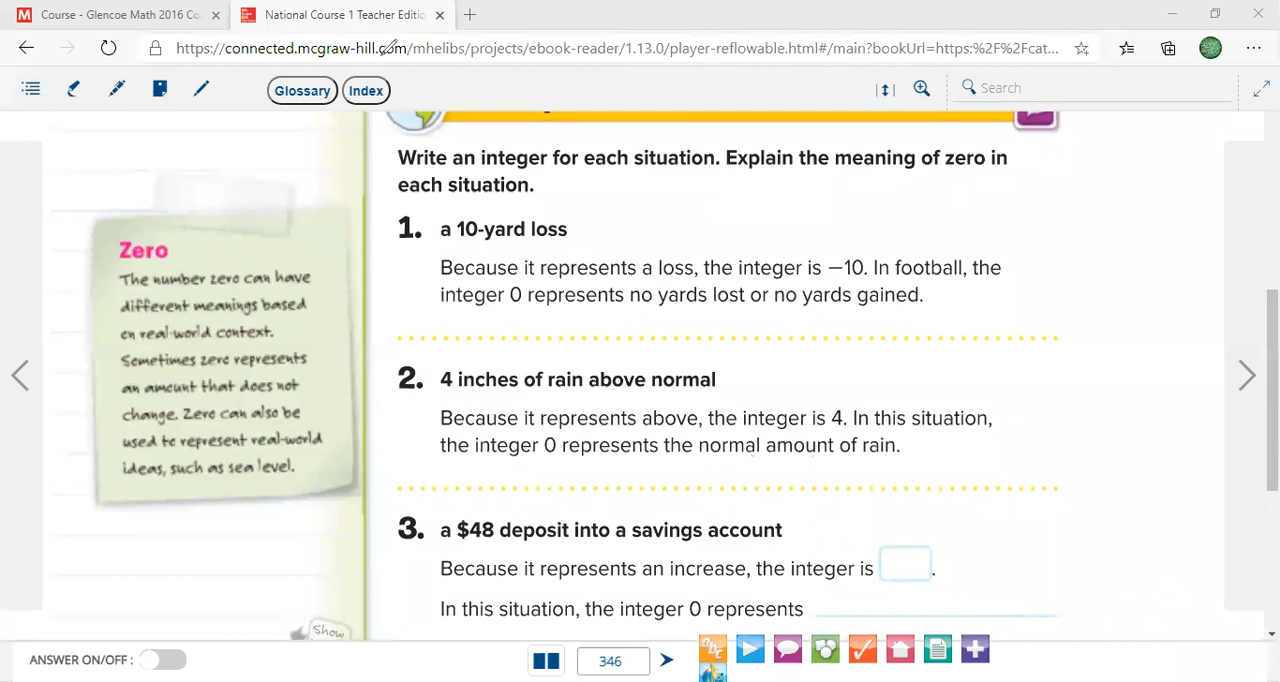 Course - Glencoe Math 2016 Co
National Course 1 Teacher Editio
https://connected.mcgraw-hill.com/mhelibs/projects/ebook-reader/1.13.0/player-reflowable.html#/main?bookUrl=https:%2F%2Fcat...
Glossary
Index
Search
Write an integer for each situation. Explain the meaning of zero in
each situation.
1. a 10-yard loss
Because it represents a loss, the integer is −10. In football, the
integer 0 represents no yards lost or no yards gained.
2. 4 inches of rain above normal
Because it represents above, the integer is 4. In this situation,
the integer 0 represents the normal amount of rain.
3. a $48 deposit into a savings account
Because it represents an increase, the integer is .
In this situation, the integer 0 represents
Zero
The number zero can have
different meanings based
on real-world context.
Sometimes zero represents
an amount that does not
change. Zero can also be
used to represent real-world
ideas, such as sea level.
Show
ANSWER ON/OFF :
346
abc